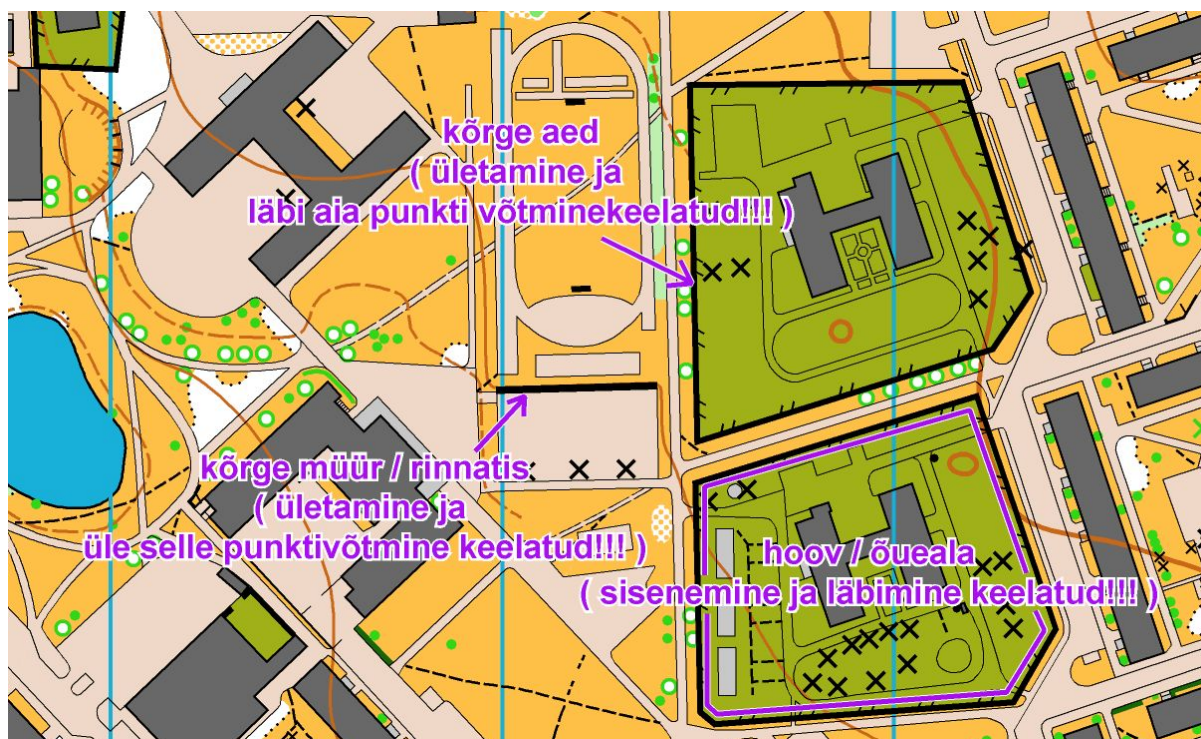 kõrge aed
( ületamine ja
läbi aia punkti võtminekeelatud!!! )
kõrge müür / rinnatis
( ületamine ja
üle selle punktivõtmine keelatud!!! )
hoov / õueala
( sisenemine ja läbimine keelatud!!! )